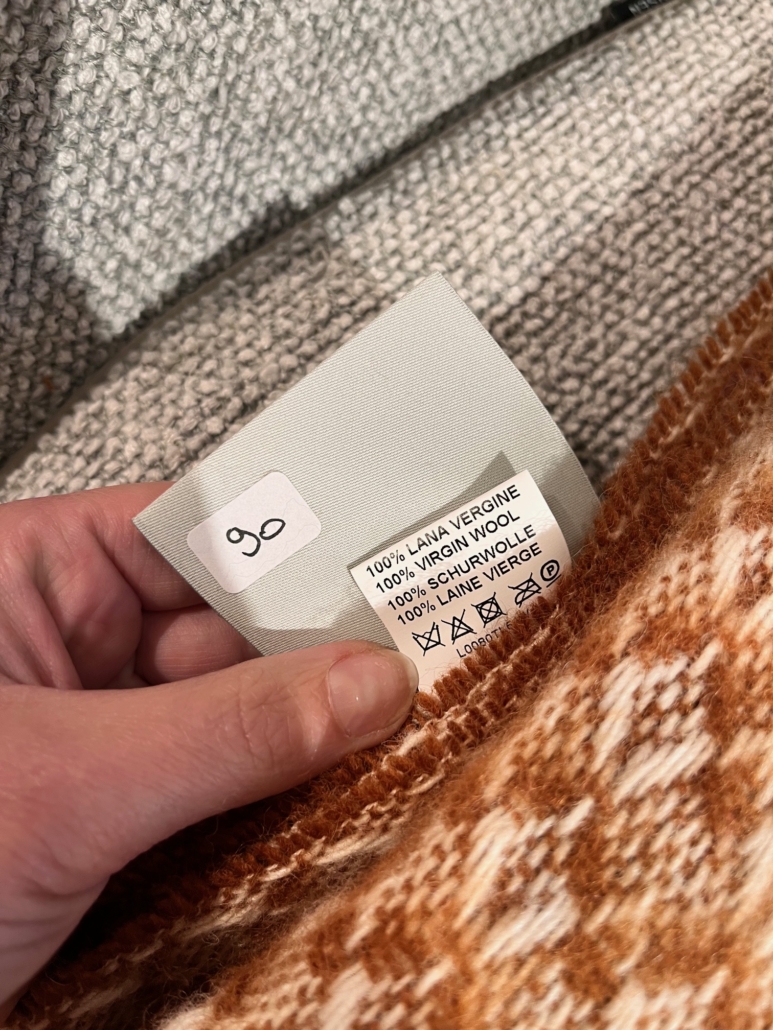 90
100% LANA VERGINE
100% VIRGIN WOOL
100% SCHURWOLLE
100% LAINE VIERGE
P